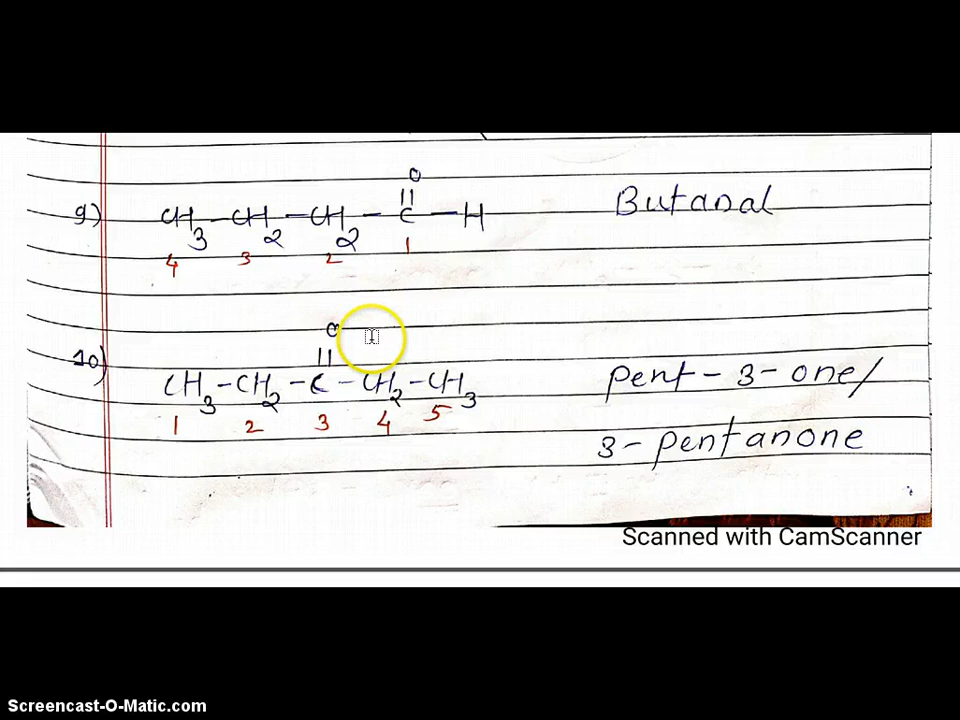 O
9) CH3 - CH2 - CH2 - C - H Butanal
4 3 2 1
O
10) CH3 - CH2 - C - CH2 - CH3 Pent - 3 - one/
1 2 3 4 5
3 - pentanone
Scanned with CamScanner
Screencast-O-Matic.com